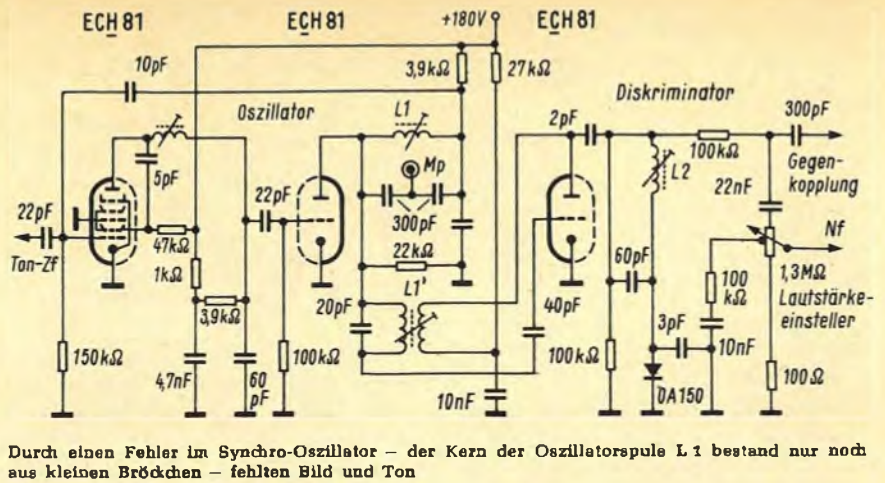 ECH 81
ECH 81
+180V
ECH 81
10pF
3,9kΩ
27kΩ
Oszillator
L1
Diskriminator
2pF
300pF
5pF
Mp
100kΩ
Gegen-
kopplung
L2
22nF
22pF
22pF
300pF
Ton-Zf
47kΩ
60pF
Nf
1kΩ
22kΩ
1,3MΩ
Lautstärke-
einsteller
100
kΩ
3,9kΩ
L1'
20pF
40pF
3pF
10nF
150kΩ
4,7nF
60
pF
100kΩ
10nF
100kΩ
OA150
100Ω
Durch einen Fehler im Synchro-Oszillator – der Kern der Oszillatorspule L 1 bestand nur noch
aus kleinen Bröckchen – fehlten Bild und Ton